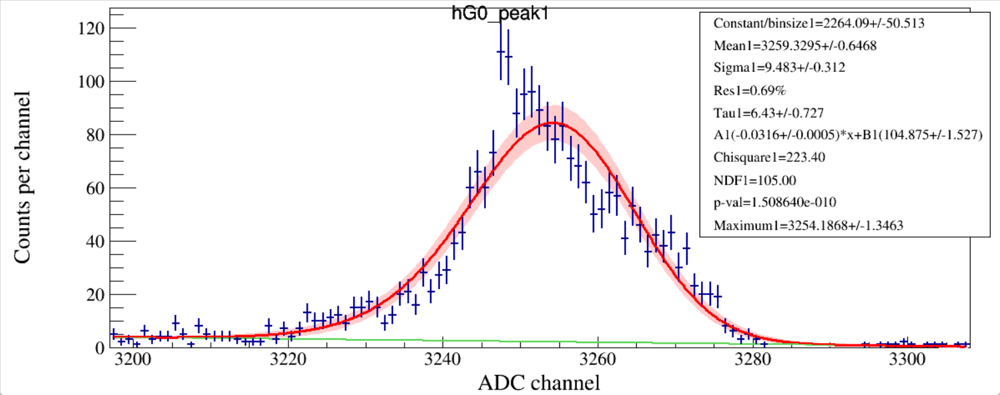 hG0_peak1
Constant/binsize1=2264.09+/-50.513
Mean1=3259.3295+/-0.6468
Sigma1=9.483+/-0.312
Res1=0.69%
Tau1=6.43+/-0.727
A1(-0.0316+/-0.0005)*x+B1(104.875+/-1.527)
Chisquare1=223.40
NDF1=105.00
p-val=1.508640e-010
Maximum1=3254.1868+/-1.3463
Counts per channel
120
100
80
60
40
20
0
3200 3220 3240 3260 3280 3300
ADC channel